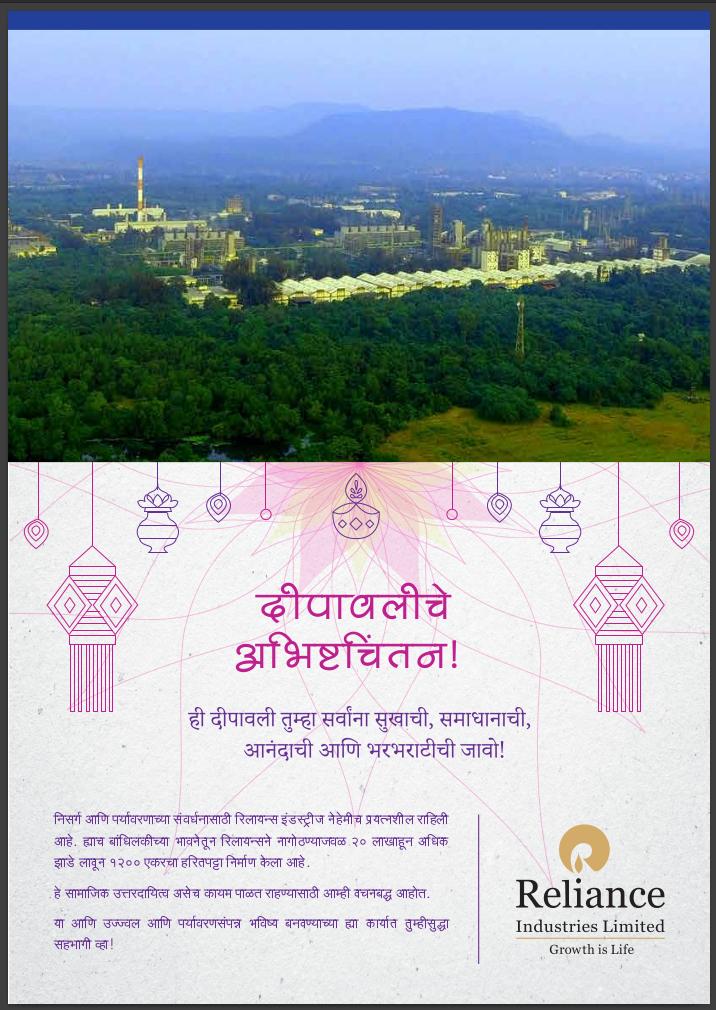 दीपावलीचे
अभिष्टचिंतन!
ही दीपावली तुम्हा सर्वांना सुखाची, समाधानाची,
आनंदाची आणि भरभराटीची जावो!
निसर्ग आणि पर्यावरणाच्या संवर्धनासाठी रिलायन्स इंडस्ट्रीज नेहेमीच प्रयत्नशील राहिली
आहे. ह्याच बांधिलकीच्या भावनेतून रिलायन्सने नागोठण्याजवळ २० लाखाहून अधिक
झाडे लावून १२०० एकरचा हरितपट्टा निर्माण केला आहे.
हे सामाजिक उत्तरदायित्व असेच कायम पाळत राहण्यासाठी आम्ही वचनबद्ध आहोत.
या आणि उज्ज्वल आणि पर्यावरणसंपन्न भविष्य बनवण्याच्या ह्या कार्यात तुम्हीसुद्धा
सहभागी व्हा!
Reliance
Industries Limited
Growth is Life